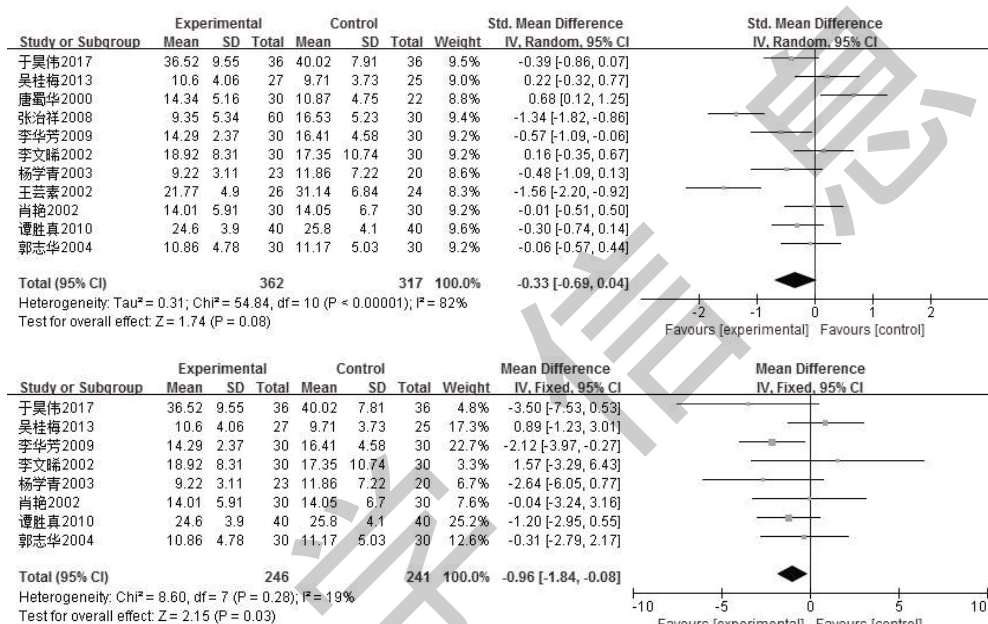 Experimental Control Std. Mean Difference Std. Mean Difference
Study or Subgroup Mean SD Total Mean SD Total Weight IV, Random, 95% CI IV, Random, 95% CI
于昊伟2017 36.52 9.55 36 40.02 7.91 36 9.5% -0.39 [-0.86, 0.07]
吴桂梅2013 10.6 4.06 27 9.71 3.73 25 9.0% 0.22 [-0.32, 0.77]
唐蜀华2000 14.34 5.16 30 10.87 4.75 22 8.8% 0.68 [0.12, 1.25]
张治祥2008 9.35 5.34 60 16.53 5.23 30 9.4% -1.34 [-1.82, -0.86]
李华芳2009 14.29 2.37 30 16.41 4.58 30 9.2% -0.57 [-1.09, -0.06]
李文晞2002 18.92 8.31 30 17.35 10.74 30 9.2% 0.16 [-0.35, 0.67]
杨学青2003 9.22 3.11 23 11.86 7.22 20 8.5% -0.48 [-1.09, 0.13]
王芸素2002 21.77 4.9 26 31.14 6.84 24 8.3% -1.56 [-2.20, -0.92]
肖艳2002 14.01 5.91 30 14.05 6.7 30 9.2% -0.01 [-0.51, 0.50]
谭胜真2010 24.6 3.9 40 25.8 4.1 40 9.6% -0.30 [-0.74, 0.14]
郭志华2004 10.86 4.78 30 11.17 5.03 30 9.2% -0.06 [-0.57, 0.44]
Total (95% CI) 362 317 100.0% -0.33 [-0.69, 0.04]
Heterogeneity: Tau² = 0.31; Chi² = 54.84, df = 10 (P < 0.00001); I² = 82%
Test for overall effect: Z = 1.74 (P = 0.08)
-2 -1 0 1 2
Favours [experimental] Favours [control]
Experimental Control Mean Difference Mean Difference
Study or Subgroup Mean SD Total Mean SD Total Weight IV, Fixed, 95% CI IV, Fixed, 95% CI
于昊伟2017 36.52 9.55 36 40.02 7.81 36 4.8% -3.50 [-7.53, 0.53]
吴桂梅2013 10.6 4.06 27 9.71 3.73 25 17.3% 0.89 [-1.23, 3.01]
李华芳2009 14.29 2.37 30 16.41 4.58 30 22.7% -2.12 [-3.97, -0.27]
李文晞2002 18.92 8.31 30 17.35 10.74 30 3.3% 1.57 [-3.29, 6.43]
杨学青2003 9.22 3.11 23 11.86 7.22 20 6.7% -2.64 [-6.05, 0.77]
肖艳2002 14.01 5.91 30 14.05 6.7 30 7.6% -0.04 [-3.24, 3.16]
谭胜真2010 24.6 3.9 40 25.8 4.1 40 25.2% -1.20 [-2.95, 0.55]
郭志华2004 10.86 4.78 30 11.17 5.03 30 12.6% -0.31 [-2.79, 2.17]
Total (95% CI) 246 241 100.0% -0.96 [-1.84, -0.08]
Heterogeneity: Chi² = 8.60, df = 7 (P = 0.28); I² = 19%
Test for overall effect: Z = 2.15 (P = 0.03)
-10 -5 0 5 10
Favours [experimental] Favours [control]
学信息